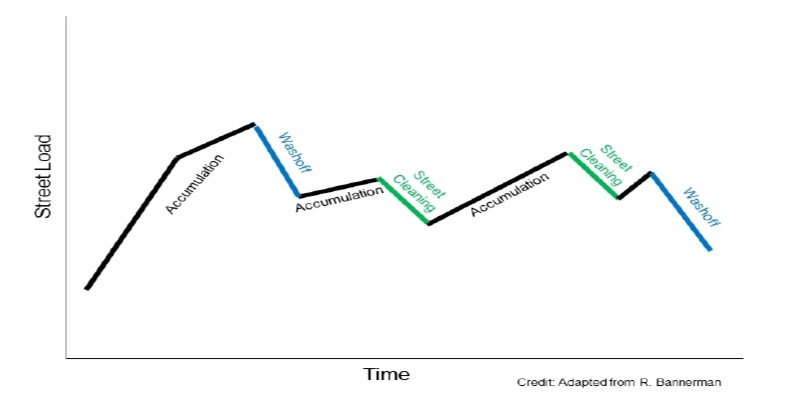 Street Load
Accumulation
Washoff
Accumulation
Street
Cleaning
Accumulation
Street
Cleaning
Washoff
Time
Credit: Adapted from R. Bannerman